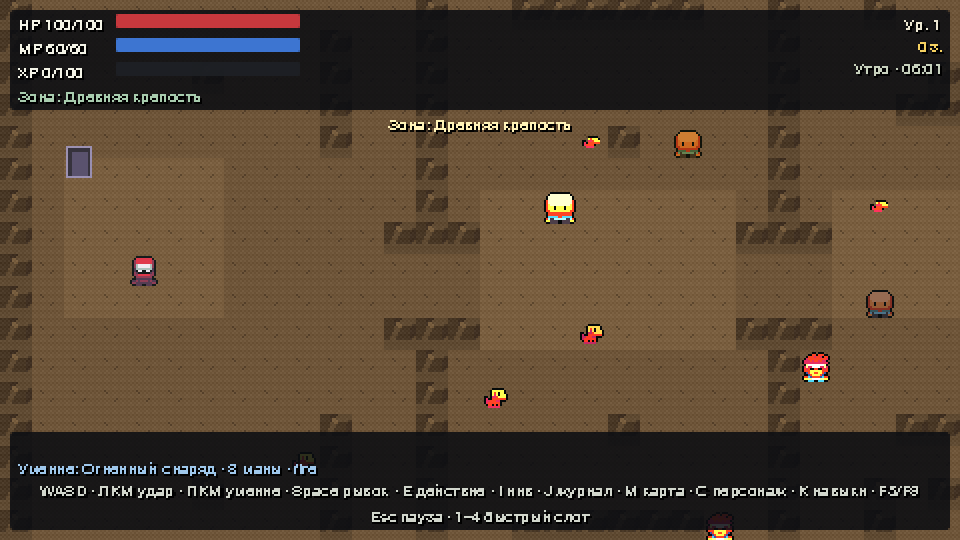 HP 100/100
Ур. 1
MP 60/60
0 з.
XP 0/100
Утро · 06:01
Зона: Древняя крепость
Зона: Древняя крепость
Умение: Огненный снаряд · 8 маны · fire
WASD · ЛКМ удар · ПКМ умение · Space рывок · E действие · I инв · J журнал · M карта · C персонаж · K навыки · F5/F9
Esc пауза · 1–4 быстрый слот